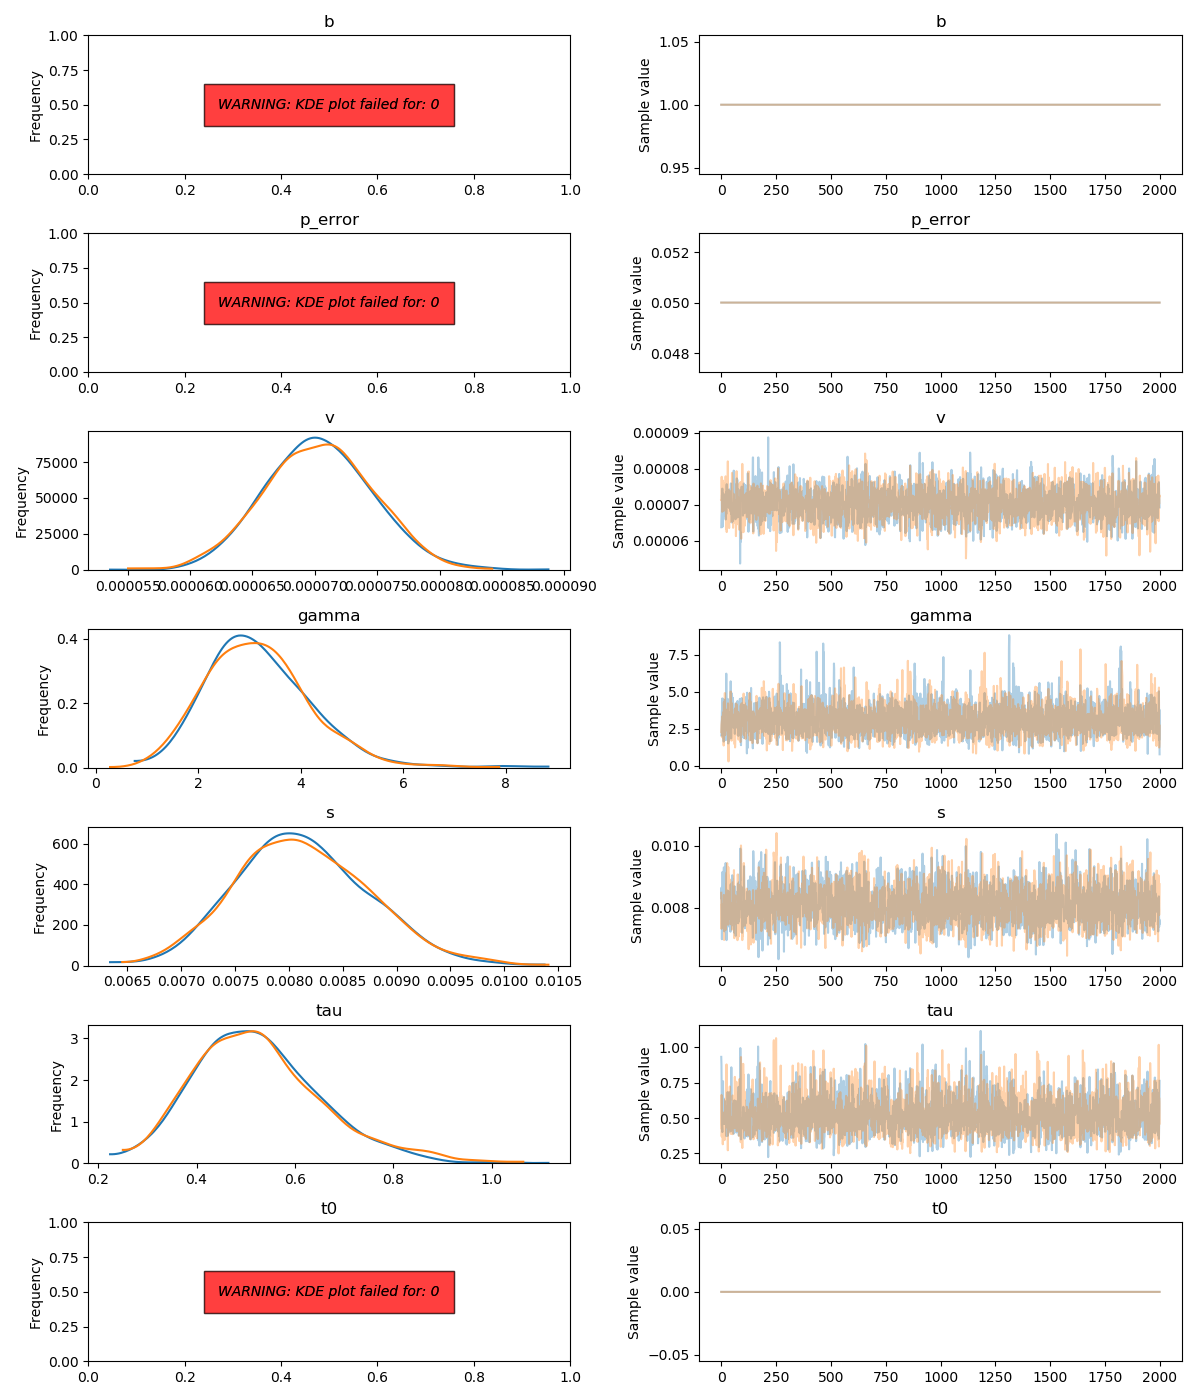 b
b
Frequency
1.00
0.75
0.50
0.25
0.00
WARNING: KDE plot failed for: 0
0.0 0.2 0.4 0.6 0.8 1.0
Sample value
1.05
1.00
0.95
0 250 500 750 1000 1250 1500 1750 2000
p_error
p_error
Frequency
1.00
0.75
0.50
0.25
0.00
WARNING: KDE plot failed for: 0
0.0 0.2 0.4 0.6 0.8 1.0
Sample value
0.052
0.050
0.048
0 250 500 750 1000 1250 1500 1750 2000
v
v
Frequency
75000
50000
25000
0
0.000055 0.000060 0.000065 0.000070 0.000075 0.000080 0.000085 0.000090
Sample value
0.00009
0.00008
0.00007
0.00006
0 250 500 750 1000 1250 1500 1750 2000
gamma
gamma
Frequency
0.4
0.2
0.0
0 2 4 6 8
Sample value
7.5
5.0
2.5
0.0
0 250 500 750 1000 1250 1500 1750 2000
s
s
Frequency
600
400
200
0
0.0065 0.0070 0.0075 0.0080 0.0085 0.0090 0.0095 0.0100 0.0105
Sample value
0.010
0.008
0 250 500 750 1000 1250 1500 1750 2000
tau
tau
Frequency
3
2
1
0
0.2 0.4 0.6 0.8 1.0
Sample value
1.00
0.75
0.50
0.25
0 250 500 750 1000 1250 1500 1750 2000
t0
t0
Frequency
1.00
0.75
0.50
0.25
0.00
WARNING: KDE plot failed for: 0
0.0 0.2 0.4 0.6 0.8 1.0
Sample value
0.05
0.00
−0.05
0 250 500 750 1000 1250 1500 1750 2000